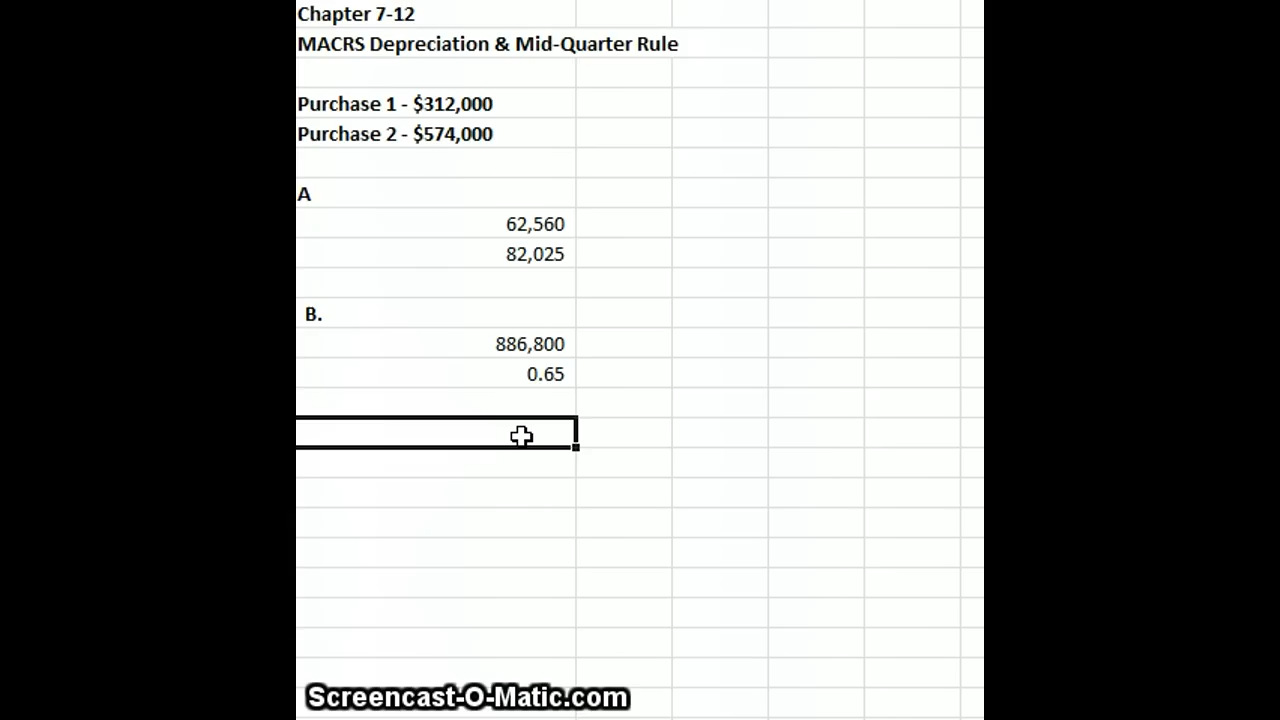 Chapter 7-12
MACRS Depreciation & Mid-Quarter Rule
Purchase 1 - $312,000
Purchase 2 - $574,000
A
62,560
82,025
B.
886,800
0.65
Screencast-O-Matic.com